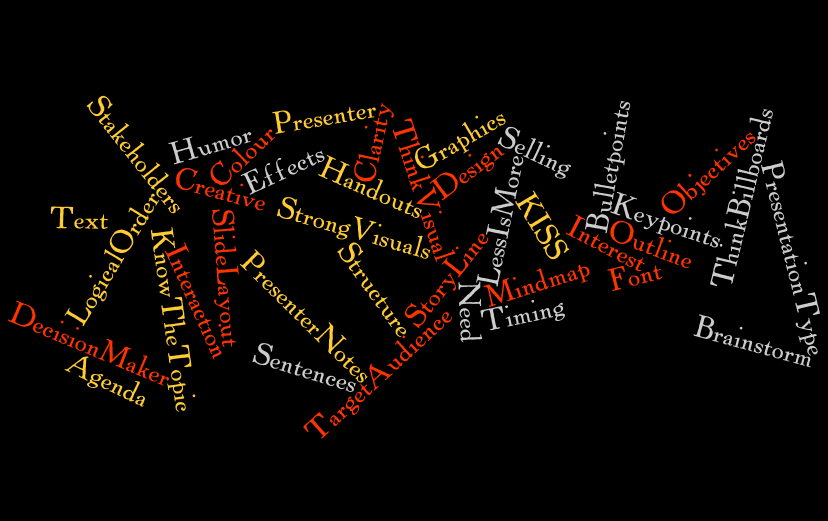 Stakeholders
Humor
Colour
Presenter
Clarity
ThinkVisual
Graphics
Design
Selling
Bulletpoints
ThinkBillboards
Objectives
PresentationType
Creative
Effects
Handouts
LessIsMore
KISS
Keypoints
Interest
Outline
Font
Text
LogicalOrder
KnowTheTopic
Interaction
SlideLayout
StrongVisuals
Structure
StoryLine
Mindmap
Need
Timing
Brainstorm
PresenterNotes
DecisionMaker
Agenda
Sentences
TargetAudience